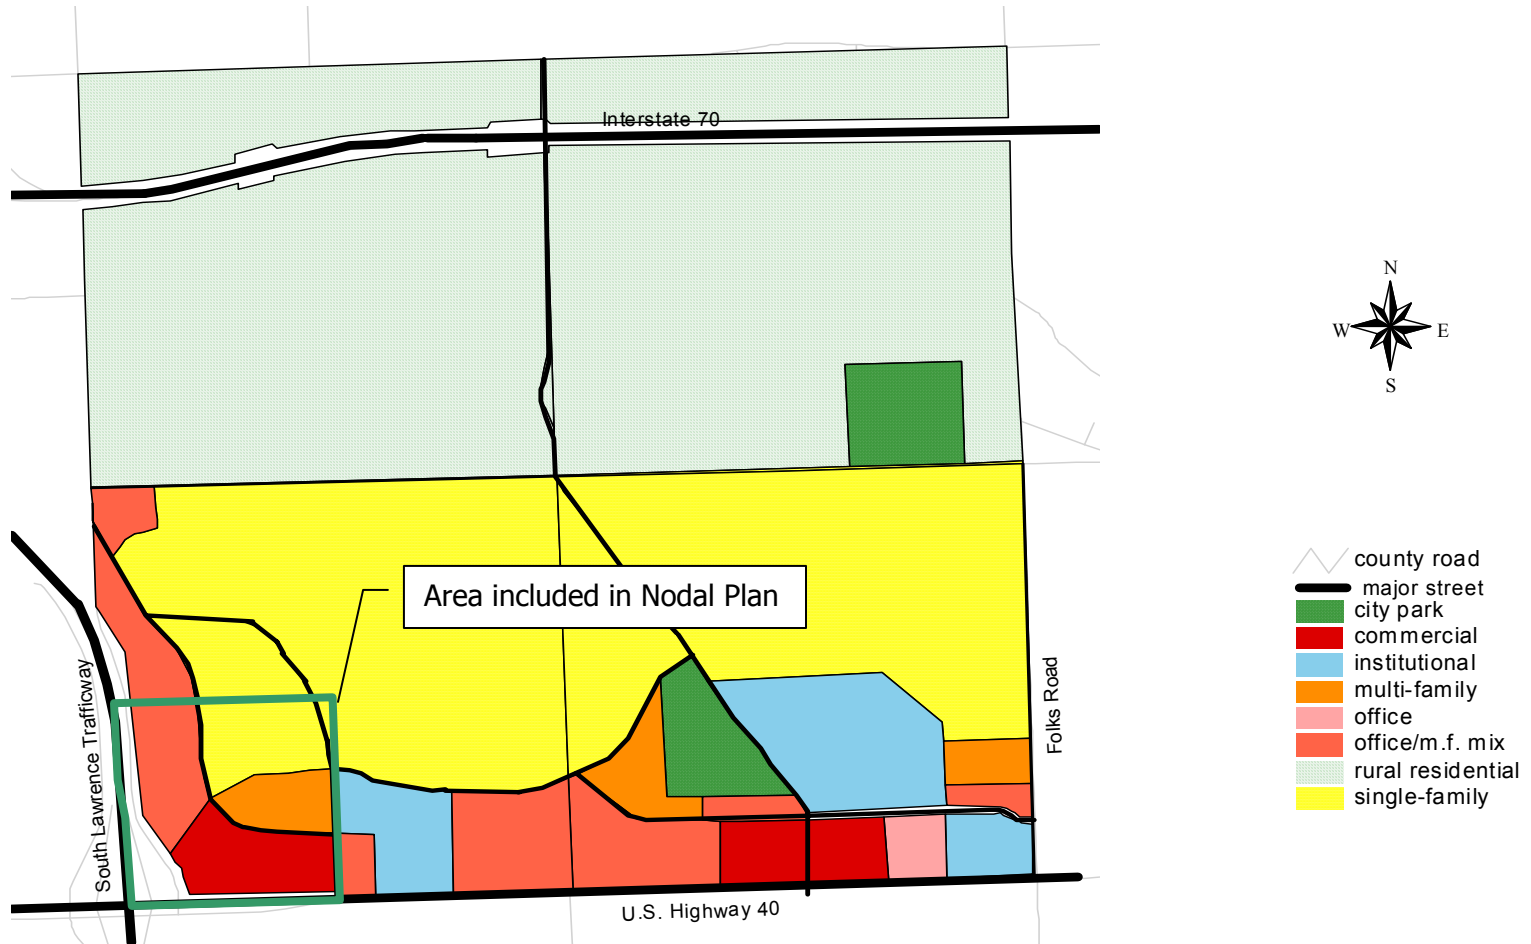 Interstate 70
N
W
E
S
Area included in Nodal Plan
South Lawrence Trafficway
Folks Road
U.S. Highway 40
county road
major street
city park
commercial
institutional
multi-family
office
office/m.f. mix
rural residential
single-family